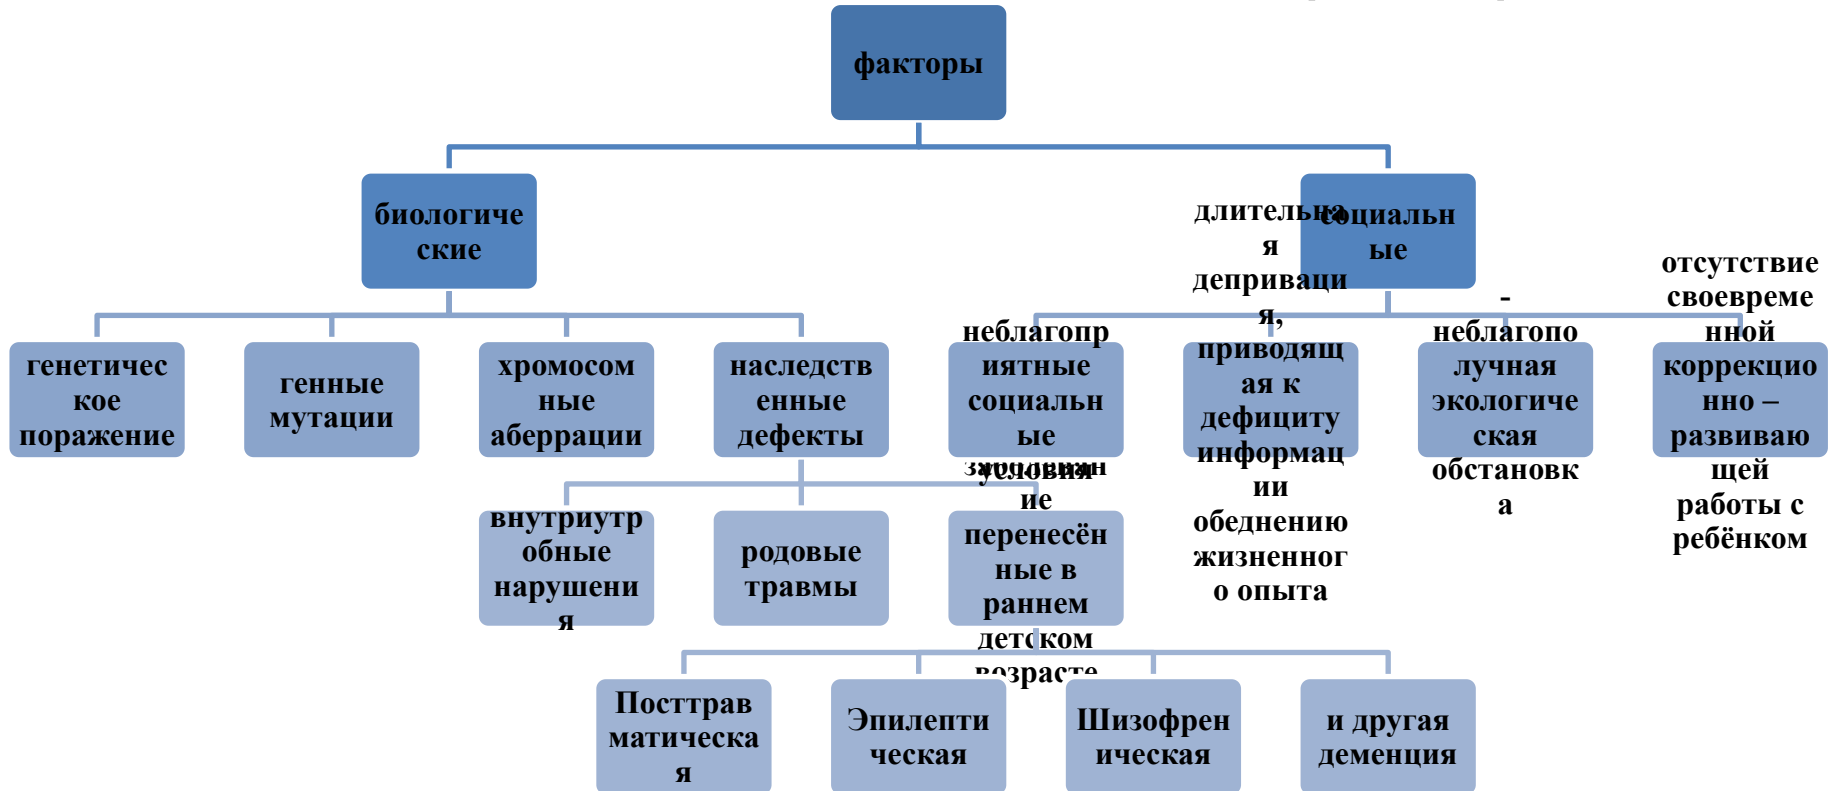 факторы
биологиче
ские
социальн
ые
генетичес
кое
поражение
генные
мутации
хромосом
ные
аберрации
наследств
енные
дефекты
неблагопр
иятные
социальн
ые
условия
длительна
я
деприваци
я,
приводящ
ая к
дефициту
информац
ии
обеднению
жизненног
о опыта
-
неблагопо
лучная
экологиче
ская
обстановк
а
отсутствие
своевреме
нной
коррекцио
нно –
развиваю
щей
работы с
ребёнком
внутриутр
обные
нарушени
я
родовые
травмы
ие
перенесён
ные в
раннем
детском
возрасте
Посттрав
матическа
я
Эпилепти
ческая
Шизофрен
ическая
и другая
деменция